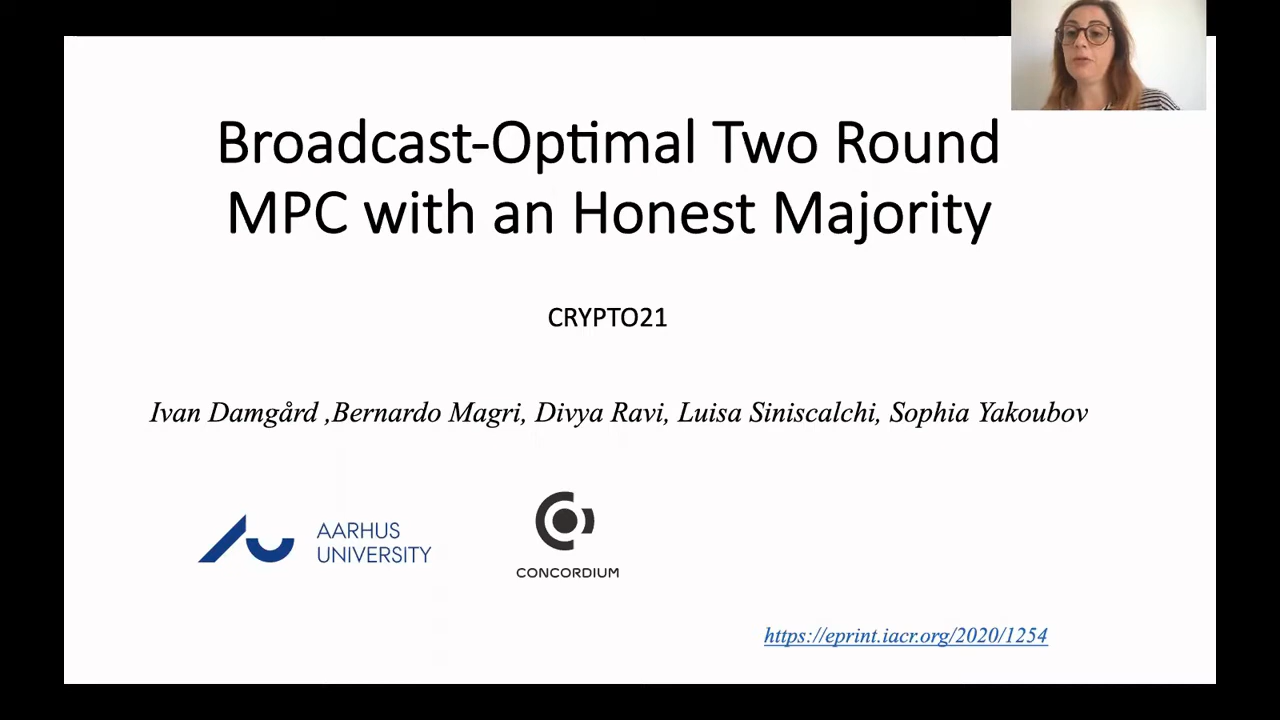 Broadcast-Optimal Two Round
MPC with an Honest Majority
CRYPTO21
Ivan Damgård ,Bernardo Magri, Divya Ravi, Luisa Siniscalchi, Sophia Yakoubov
AARHUS
UNIVERSITY
CONCORDIUM
https://eprint.iacr.org/2020/1254